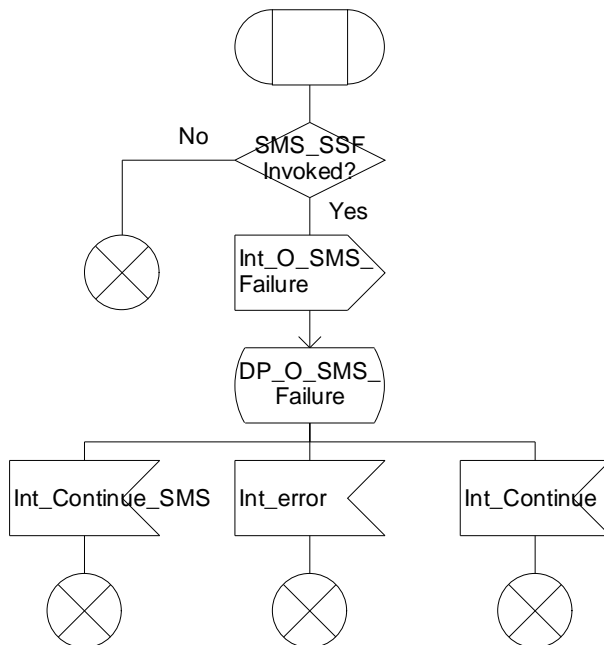 No
SMS_SSF
Invoked?
Yes
Int_O_SMS_
Failure
DP_O_SMS_
Failure
Int_Continue_SMS
Int_error
Int_Continue